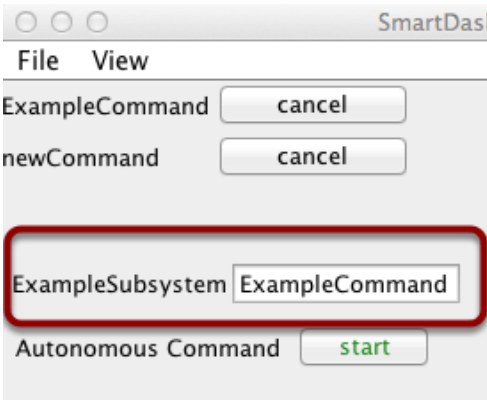 SmartDas
File View
ExampleCommand cancel
newCommand cancel
ExampleSubsystem ExampleCommand
Autonomous Command start